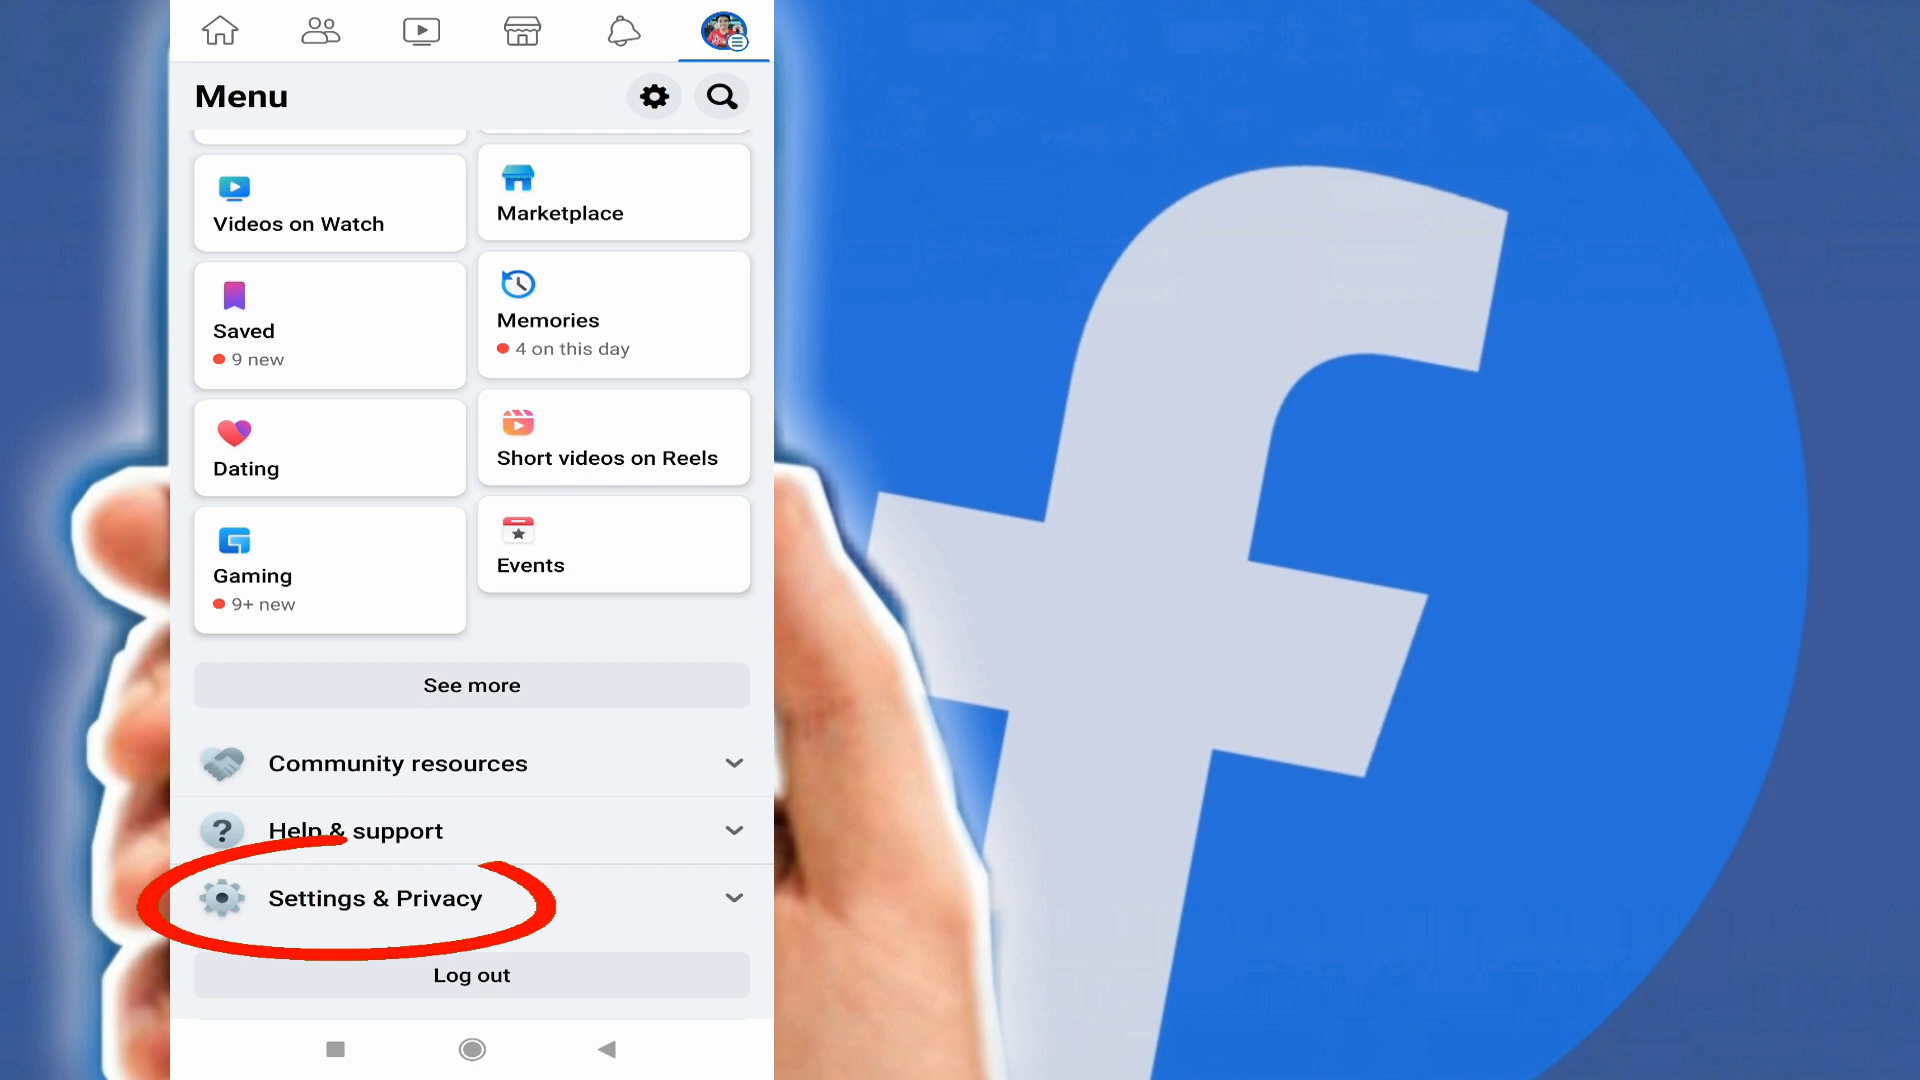 Menu
Videos on Watch
Marketplace
Saved
9 new
Memories
4 on this day
Dating
Short videos on Reels
Gaming
9+ new
Events
See more
Community resources
? Help & support
Settings & Privacy
Log out
f